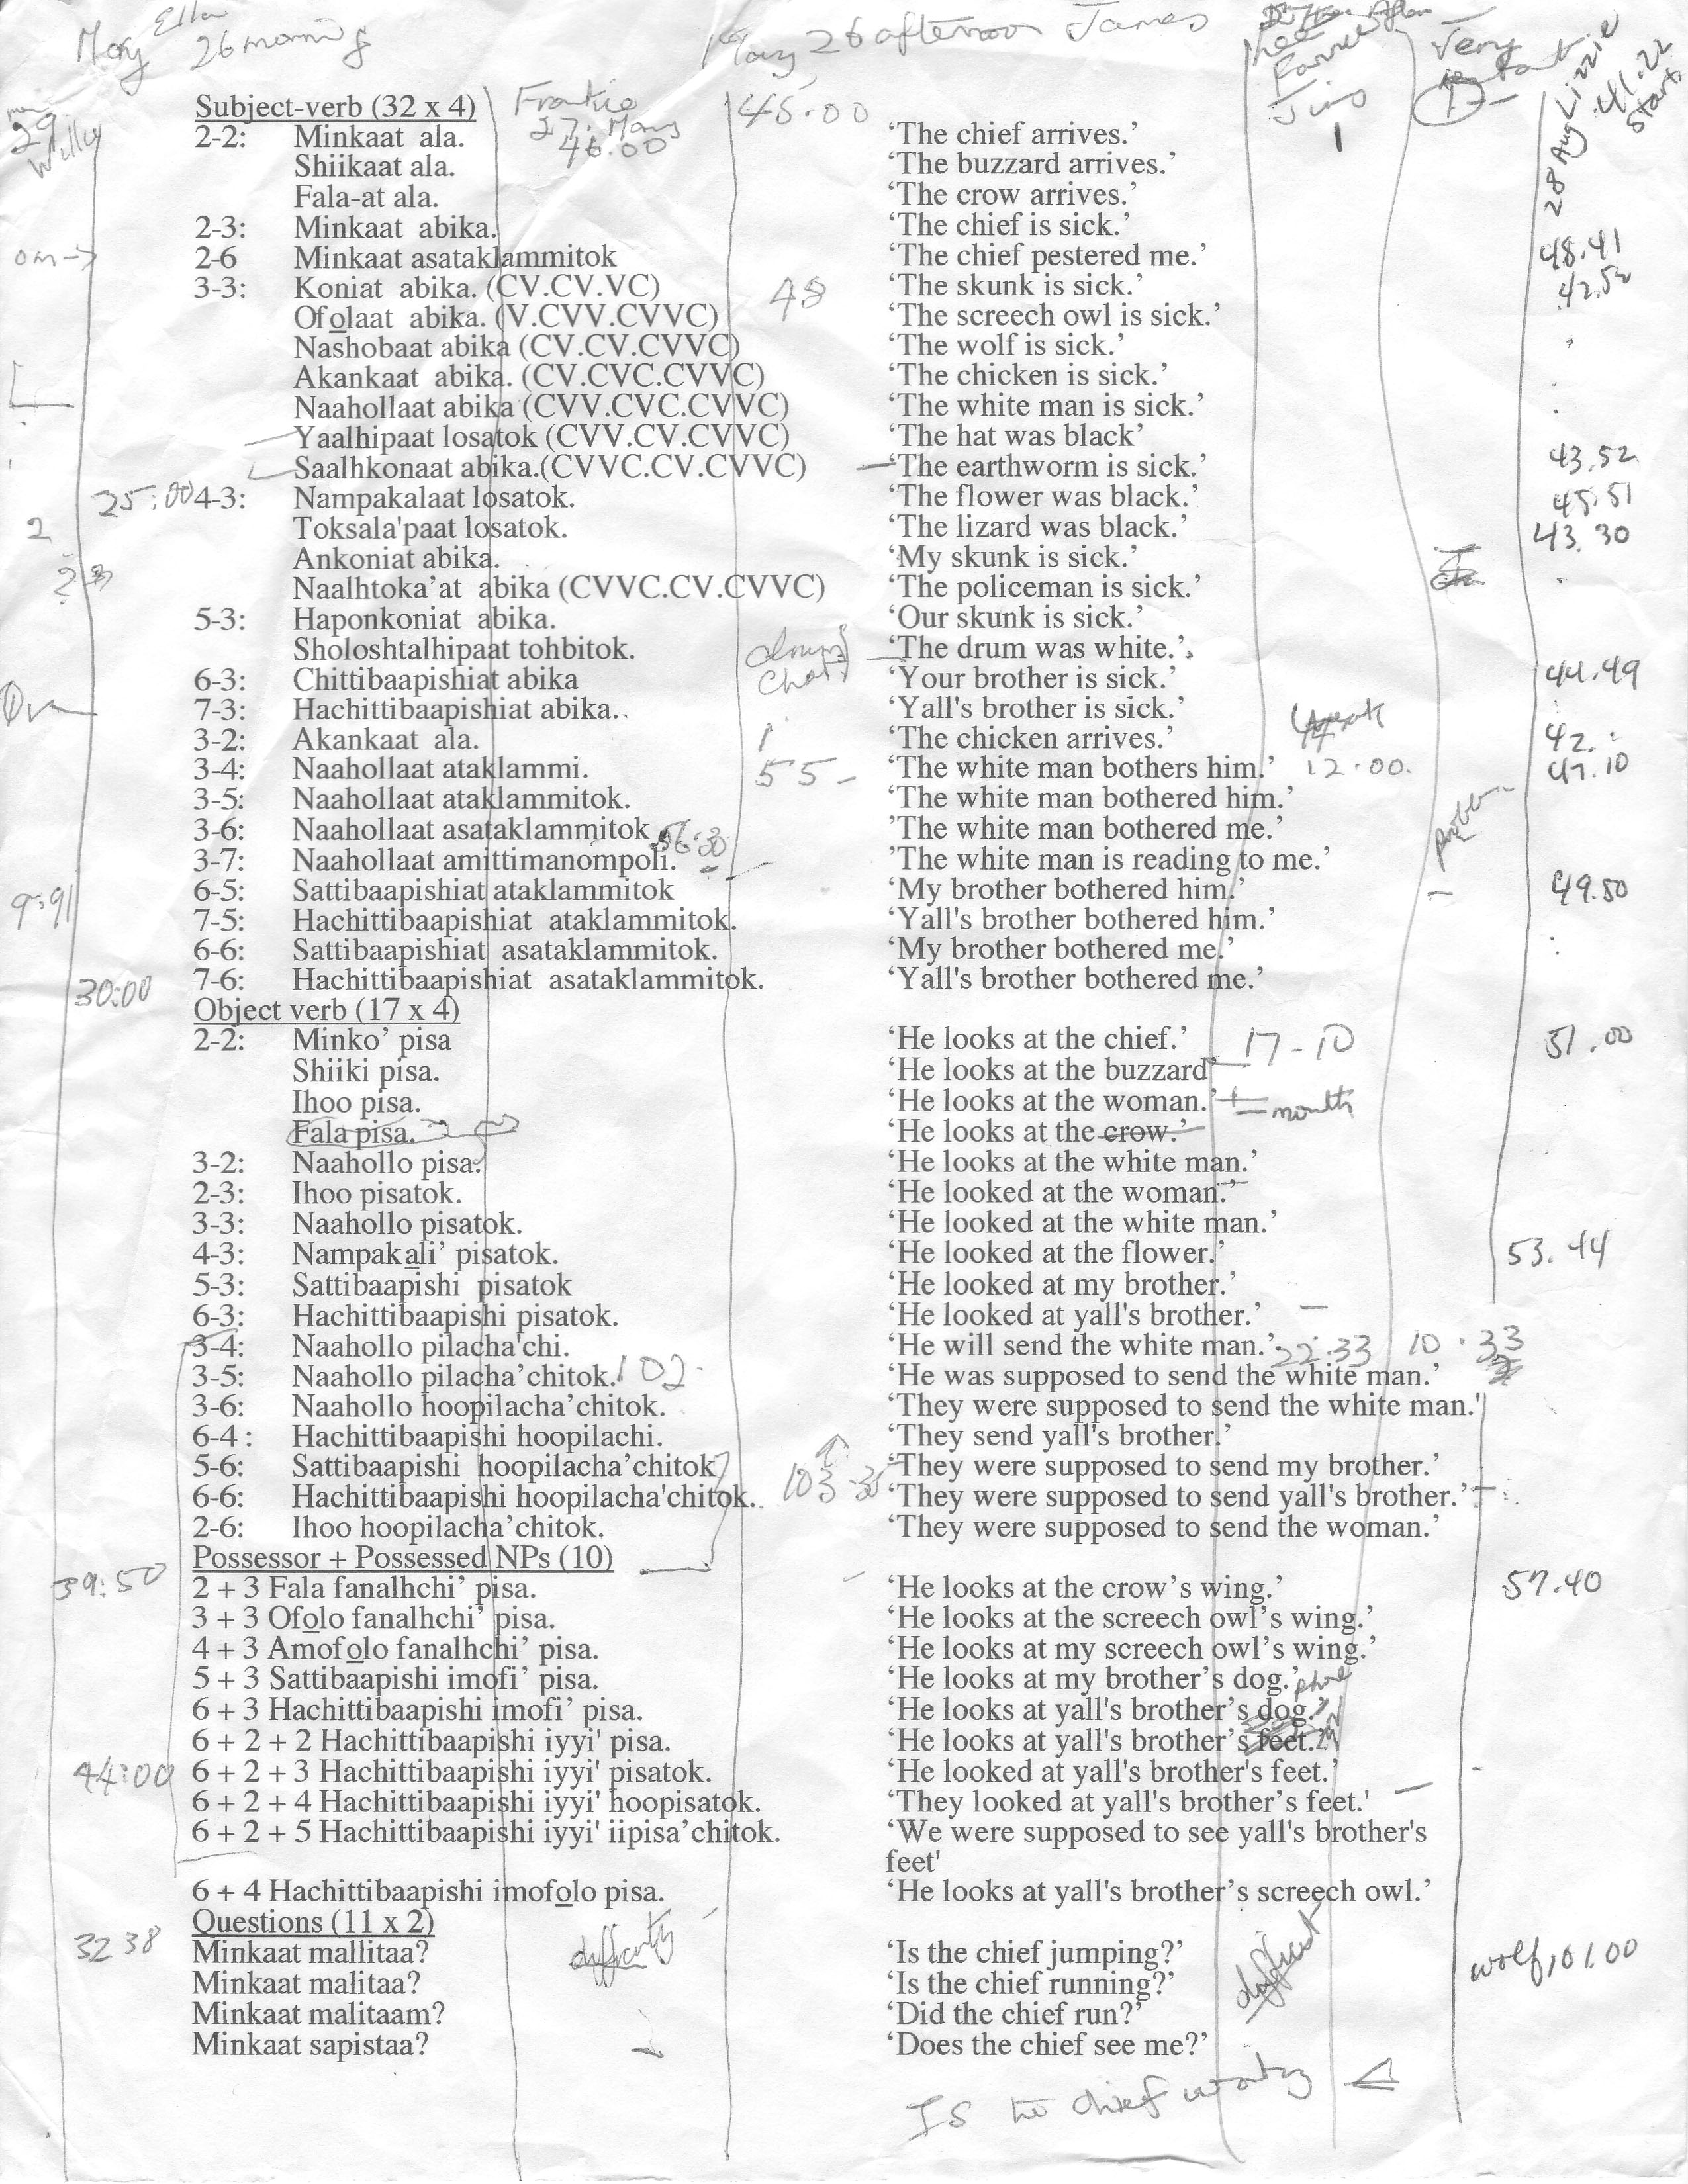 Ella
26 morning
May 26 afternoon James
Jim
28 Aug Lizzie
41.22
start
29
Willy
Frankie
27. May
46.00
45.00
Subject-verb (32 x 4)
2-2: Minkaat ala. ‘The chief arrives.’
Shiikaat ala. ‘The buzzard arrives.’
Fala-at ala. ‘The crow arrives.’
2-3: Minkaat abika. ‘The chief is sick.’
2-6 Minkaat asataklammitok ‘The chief pestered me.’ 48.41
3-3: Koniat abika. (CV.CV.VC) 48 ‘The skunk is sick.’ 42.52
Ofo̲laat abika. (V.CVV.CVVC) ‘The screech owl is sick.’
Nashobaat abika (CV.CV.CVVC) ‘The wolf is sick.’
Akankaat abika. (CV.CVC.CVVC) ‘The chicken is sick.’
Naahollaat abika (CVV.CVC.CVVC) ‘The white man is sick.’
Yaalhipaat losatok (CVV.CV.CVVC) ‘The hat was black’
Saalhkonaat abika.(CVVC.CV.CVVC) ‘The earthworm is sick.’ 43.52
25:00 4-3: Nampakalaat losatok. ‘The flower was black.’ 45.51
2 Toksala'paat losatok. ‘The lizard was black.’ 43.30
Ankoniat abika. ‘My skunk is sick.’
Naalhtoka’at abika (CVVC.CV.CVVC) ‘The policeman is sick.’
5-3: Haponkoniat abika. ‘Our skunk is sick.’
Sholoshtalhipaat tohbitok. drum ‘The drum was white.’
6-3: Chittibaapishiat abika ‘Your brother is sick.’ 44.49
7-3: Hachittibaapishiat abika. ‘Yall's brother is sick.’
3-2: Akankaat ala. ‘The chicken arrives.’ 42.
3-4: Naahollaat ataklammi. 55- ‘The white man bothers him.’ 12.00. 47.10
3-5: Naahollaat ataklammitok. ‘The white man bothered him.’
3-6: Naahollaat asataklammitok 56.30 ’The white man bothered me.’
3-7: Naahollaat amittimanompoli. ’The white man is reading to me.’
9:91 6-5: Sattibaapishiat ataklammitok ‘My brother bothered him.’ 49.50
7-5: Hachittibaapishiat ataklammitok. ‘Yall's brother bothered him.’
6-6: Sattibaapishiat asataklammitok. ‘My brother bothered me.’
30:00 7-6: Hachittibaapishiat asataklammitok. ‘Yall's brother bothered me.’
Object verb (17 x 4)
2-2: Minko’ pisa ‘He looks at the chief.’ 17-10 51.00
Shiiki pisa. ‘He looks at the buzzard’
Ihoo pisa. ‘He looks at the woman.’ month
Fala pisa. ‘He looks at the crow.’
3-2: Naahollo pisa. ‘He looks at the white man.’
2-3: Ihoo pisatok. ‘He looked at the woman.’
3-3: Naahollo pisatok. ‘He looked at the white man.’
4-3: Nampaka̲li’ pisatok. ‘He looked at the flower.’ 53.44
5-3: Sattibaapishi pisatok ‘He looked at my brother.’
6-3: Hachittibaapishi pisatok. ‘He looked at yall's brother.’
3-4: Naahollo pilacha'chi. ‘He will send the white man.’ 22:33 10.33
3-5: Naahollo pilacha’chitok. 102. ‘He was supposed to send the white man.’
3-6: Naahollo hoopilacha’chitok. ‘They were supposed to send the white man.'
6-4 : Hachittibaapishi hoopilachi. ‘They send yall's brother.’
5-6: Sattibaapishi hoopilacha’chitok ‘They were supposed to send my brother.’
6-6: Hachittibaapishi hoopilacha'chitok. 103.30 ‘They were supposed to send yall's brother.’
2-6: Ihoo hoopilacha’chitok. ‘They were supposed to send the woman.’
Possessor + Possessed NPs (10)
39:50 2 + 3 Fala fanalhchi’ pisa. ‘He looks at the crow’s wing.’ 57.40
3 + 3 Ofo̲lo fanalhchi’ pisa. ‘He looks at the screech owl’s wing.’
4 + 3 Amofo̲lo fanalhchi’ pisa. ‘He looks at my screech owl’s wing.’
5 + 3 Sattibaapishi imofi’ pisa. ‘He looks at my brother’s dog.’ phone
6 + 3 Hachittibaapishi imofi’ pisa. ‘He looks at yall's brother’s dog.’
6 + 2 + 2 Hachittibaapishi iyyi' pisa. ‘He looks at yall's brother’s feet.’
44:00 6 + 2 + 3 Hachittibaapishi iyyi' pisatok. ‘He looked at yall's brother's feet.’
6 + 2 + 4 Hachittibaapishi iyyi' hoopisatok. ‘They looked at yall's brother’s feet.'
6 + 2 + 5 Hachittibaapishi iyyi' iipisa’chitok. ‘We were supposed to see yall's brother's
feet'
6 + 4 Hachittibaapishi imofo̲lo pisa. ‘He looks at yall's brother’s screech owl.’
Questions (11 x 2)
32 38 Minkaat mallitaa? difficulty ‘Is the chief jumping?’ difficult wolf 101.00
Minkaat malitaa? ‘Is the chief running?’
Minkaat malitaam? ‘Did the chief run?’
Minkaat sapistaa? ‘Does the chief see me?’
Is the chief